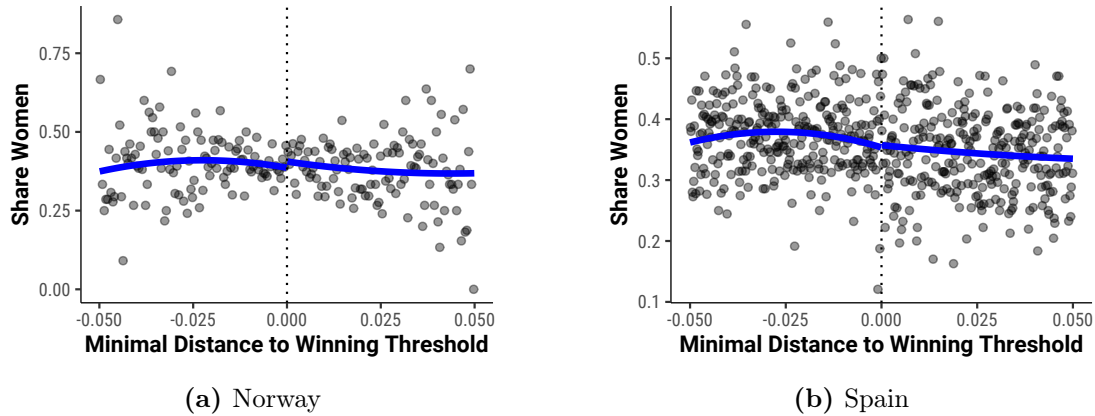 Share Women
0.75
0.50
0.25
0.00
-0.050 -0.025 0.000 0.025 0.050
Minimal Distance to Winning Threshold
(a) Norway
Share Women
0.5
0.4
0.3
0.2
0.1
-0.050 -0.025 0.000 0.025 0.050
Minimal Distance to Winning Threshold
(b) Spain